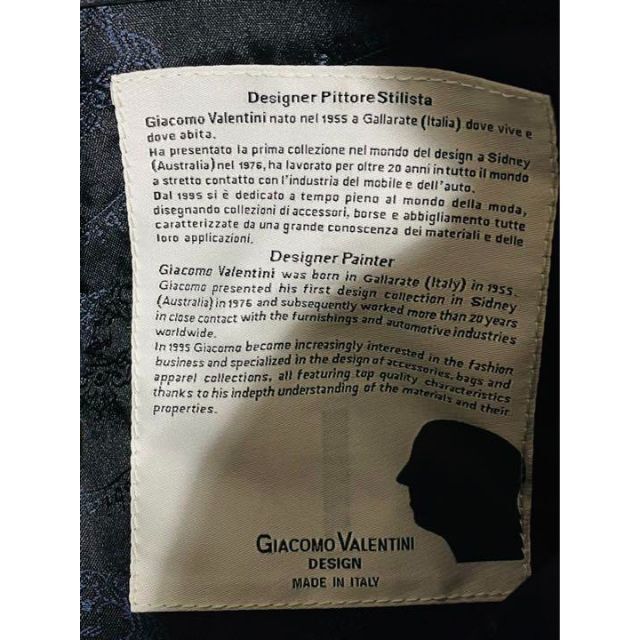 Designer Pittore Stilista
Giacomo Valentini nato nel 1955 a Gallarate (Italia) dove vive e
dove abita.
Ha presentato la prima collezione nel mondo del design a Sidney
(Australia) nel 1976, ha lavorato per oltre 20 anni in tutto il mondo
a stretto contatto con l'industria del mobile e dell'auto.
Dal 1995 si è dedicato a tempo pieno al mondo della moda,
disegnando collezioni di accessori, borse e abbigliamento tutte
caratterizzate da una grande conoscenza dei materiali e delle
loro applicazioni.
Designer Painter
Giacomo Valentini was born in Gallarate (Italy) in 1955.
Giacomo presented his first design collection in Sidney
(Australia) in 1976 and subsequently worked more than 20 years
in close contact with the furnishings and automotive industries
worldwide.
In 1995 Giacomo become increasingly interested in the fashion
business and specialized in the design of accessories, bags and
apparel collections, all featuring top quality characteristics
thanks to his indepth understanding of the materials and their
properties.
GIACOMO VALENTINI
DESIGN
MADE IN ITALY